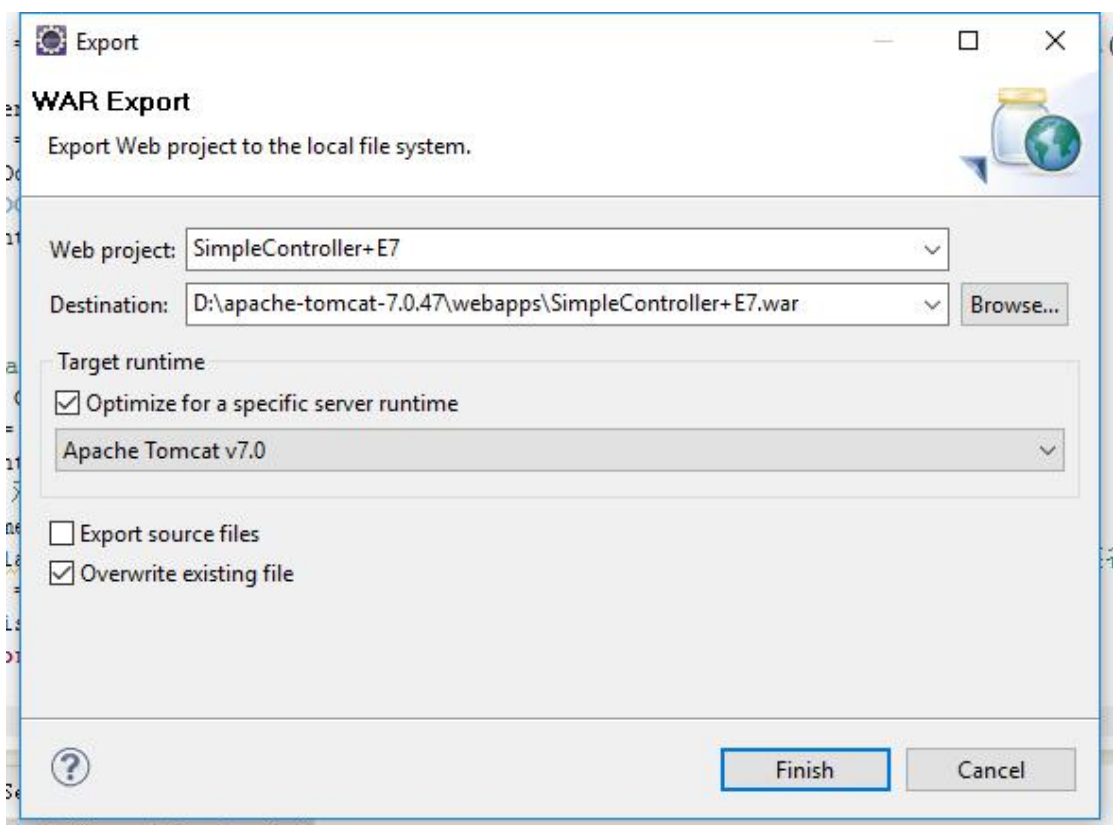 Export
WAR Export
Export Web project to the local file system.
Web project: SimpleController+E7
Destination: D:\apache-tomcat-7.0.47\webapps\SimpleController+E7.war Browse...
Target runtime
Optimize for a specific server runtime
Apache Tomcat v7.0
Export source files
Overwrite existing file
? Finish Cancel